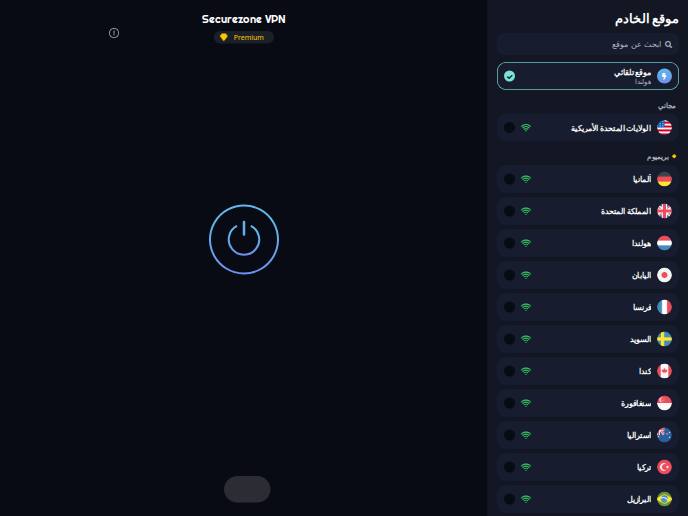 Securezone VPN
Premium
موقع الخادم
ابحث عن موقع
موقع تلقائي
هولندا
مجاني
الولايات المتحدة الأمريكية
بريميوم
ألمانيا
المملكة المتحدة
هولندا
اليابان
فرنسا
السويد
كندا
سنغافورة
استراليا
تركيا
البرازيل